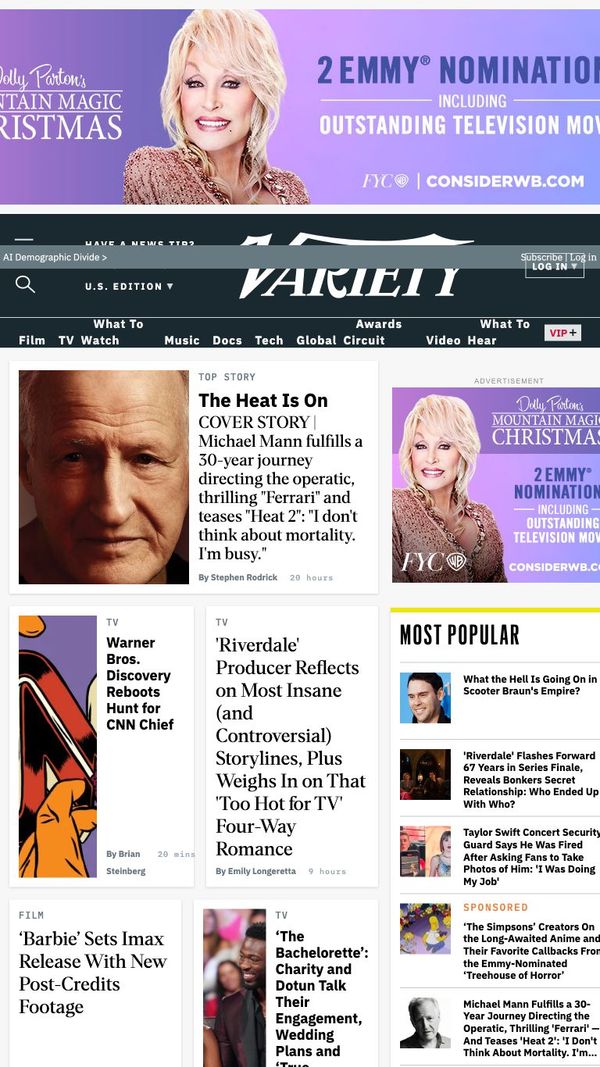 Dolly Parton's
NTAIN MAGIC
RISTMAS
2 EMMY® NOMINATION
INCLUDING
OUTSTANDING TELEVISION MOV
FYC WB | CONSIDERWB.COM
HAVE A NEWS TIP?
AI Demographic Divide >
Subscribe | Log in
VARIETY
LOG IN ▼
U.S. EDITION ▼
Film TV What To Watch Music Docs Tech Global Awards Circuit Video What To Hear VIP+
TOP STORY
The Heat Is On
COVER STORY |
Michael Mann fulfills a
30-year journey
directing the operatic,
thrilling "Ferrari" and
teases "Heat 2": "I don't
think about mortality.
I'm busy."
By Stephen Rodrick 20 hours
ADVERTISEMENT
Dolly Parton's
MOUNTAIN MAGIC
CHRISTMAS
2 EMMY®
NOMINATION
INCLUDING
OUTSTANDING
TELEVISION MOV
FYC WB
CONSIDERWB.CO
TV
Warner
Bros.
Discovery
Reboots
Hunt for
CNN Chief
By Brian
Steinberg
20 mins
TV
'Riverdale'
Producer Reflects
on Most Insane
(and
Controversial)
Storylines, Plus
Weighs In on That
'Too Hot for TV'
Four-Way
Romance
By Emily Longeretta 9 hours
MOST POPULAR
What the Hell Is Going On in
Scooter Braun's Empire?
'Riverdale' Flashes Forward
67 Years in Series Finale,
Reveals Bonkers Secret
Relationship: Who Ended Up
With Who?
Taylor Swift Concert Security
Guard Says He Was Fired
After Asking Fans to Take
Photos of Him: 'I Was Doing
My Job'
SPONSORED
‘The Simpsons’ Creators On
the Long-Awaited Anime and
Their Favorite Callbacks From
the Emmy-Nominated
‘Treehouse of Horror’
Michael Mann Fulfills a 30-
Year Journey Directing the
Operatic, Thrilling 'Ferrari' —
And Teases 'Heat 2': 'I Don't
Think About Mortality. I'm...
FILM
‘Barbie’ Sets Imax
Release With New
Post-Credits
Footage
TV
‘The
Bachelorette’:
Charity and
Dotun Talk
Their
Engagement,
Wedding
Plans and
‘True